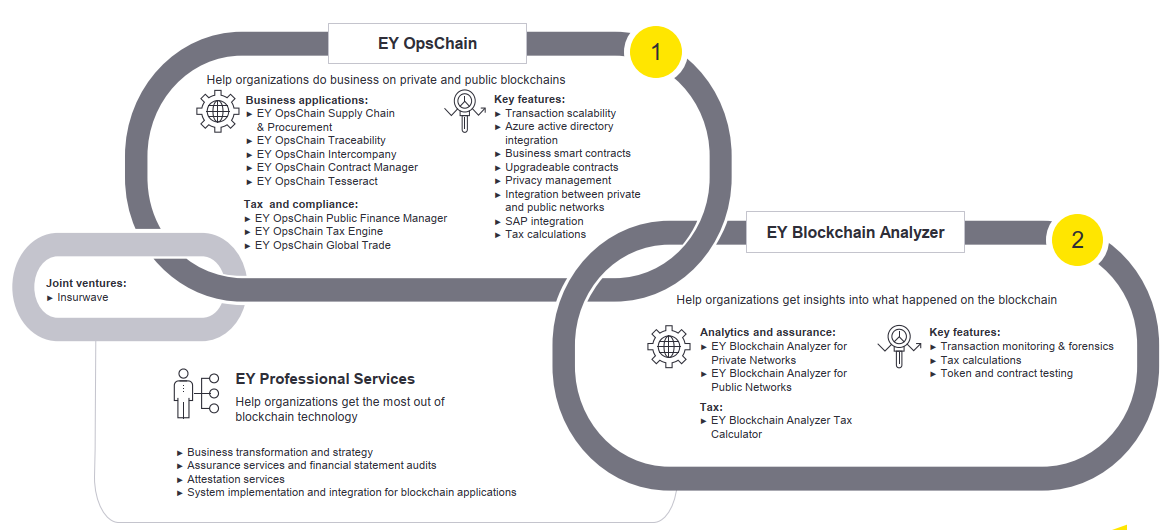 EY OpsChain
1
Help organizations do business on private and public blockchains
Business applications:
► EY OpsChain Supply Chain
& Procurement
► EY OpsChain Traceability
► EY OpsChain Intercompany
► EY OpsChain Contract Manager
► EY OpsChain Tesseract
Tax and compliance:
► EY OpsChain Public Finance Manager
► EY OpsChain Tax Engine
► EY OpsChain Global Trade
Key features:
► Transaction scalability
► Azure active directory
integration
► Business smart contracts
► Upgradeable contracts
► Privacy management
► Integration between private
and public networks
► SAP integration
► Tax calculations
Joint ventures:
► Insurwave
EY Blockchain Analyzer
2
Help organizations get insights into what happened on the blockchain
Analytics and assurance:
► EY Blockchain Analyzer for
Private Networks
► EY Blockchain Analyzer for
Public Networks
Tax:
► EY Blockchain Analyzer Tax
Calculator
Key features:
► Transaction monitoring & forensics
► Tax calculations
► Token and contract testing
EY Professional Services
Help organizations get the most out of
blockchain technology
► Business transformation and strategy
► Assurance services and financial statement audits
► Attestation services
► System implementation and integration for blockchain applications